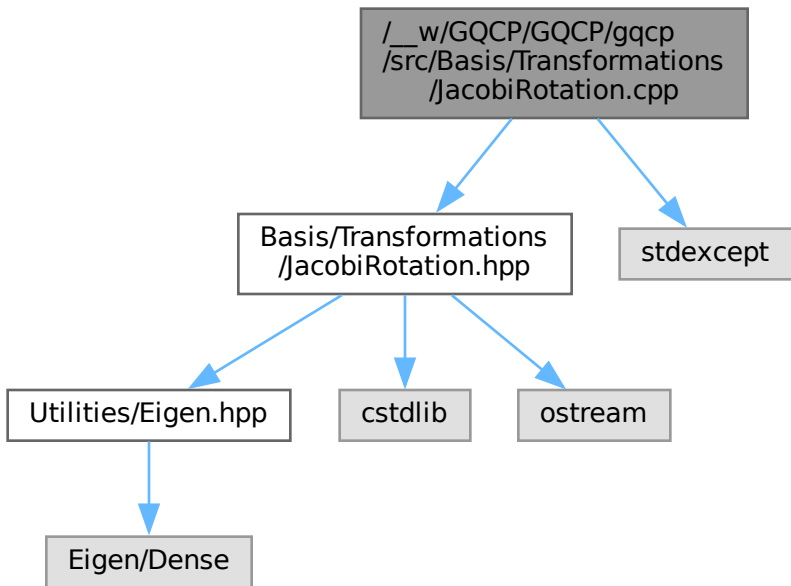 /__w/GQCP/GQCP/gqcp
/src/Basis/Transformations
/JacobiRotation.cpp
Basis/Transformations
/JacobiRotation.hpp
stdexcept
Utilities/Eigen.hpp
cstdlib
ostream
Eigen/Dense